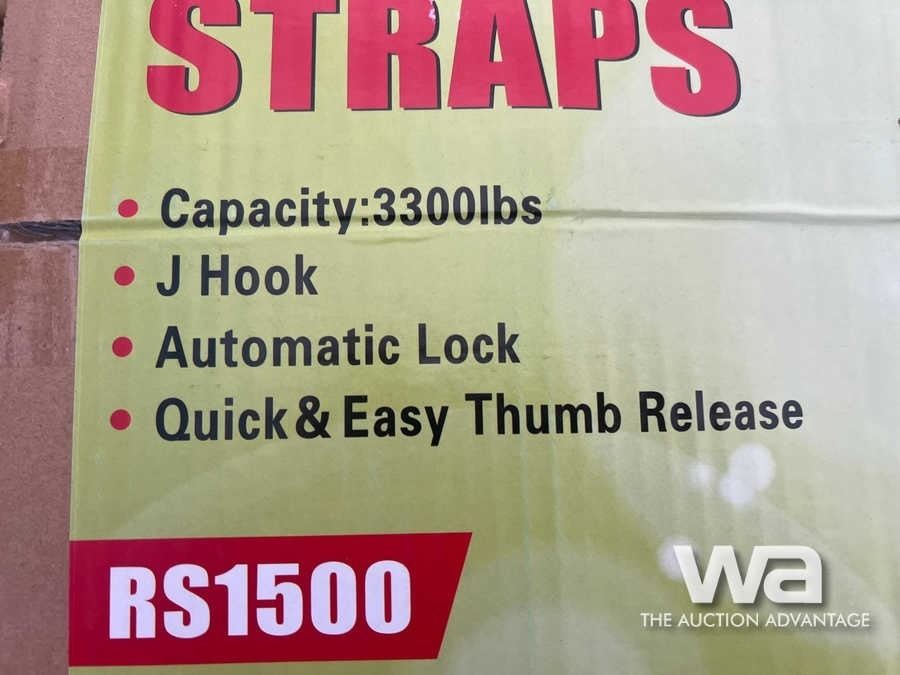 STRAPS
• Capacity:3300lbs
• J Hook
• Automatic Lock
• Quick & Easy Thumb Release
RS1500
wa
THE AUCTION ADVANTAGE